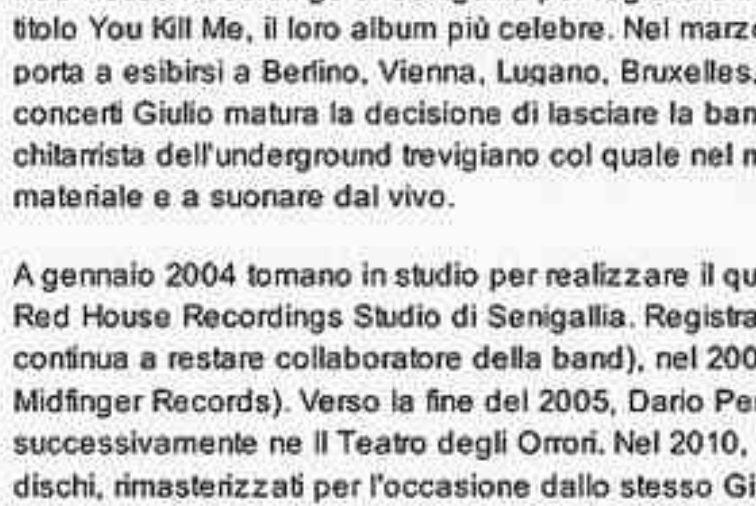 titolo You Kill Me, il loro album più celebre. Nel marzo
porta a esibirsi a Berlino, Vienna, Lugano, Bruxelles,
concerti Giulio matura la decisione di lasciare la ban
chitarrista dell'underground trevigiano col quale nel
materiale e a suonare dal vivo.
A gennaio 2004 tornano in studio per realizzare il qu
Red House Recordings Studio di Senigallia. Registra
continua a restare collaboratore della band), nel 200
Midfinger Records). Verso la fine del 2005, Dario Pe
successivamente ne Il Teatro degli Orrori. Nel 2010,
dischi, rimasterizzati per l'occasione dallo stesso Gi